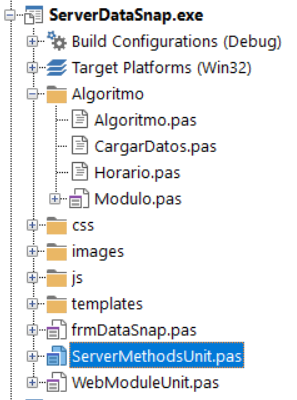 ServerDataSnap.exe
Build Configurations (Debug)
Target Platforms (Win32)
Algoritmo
Algoritmo.pas
CargarDatos.pas
Horario.pas
Modulo.pas
css
images
js
templates
frmDataSnap.pas
ServerMethodsUnit.pas
WebModuleUnit.pas